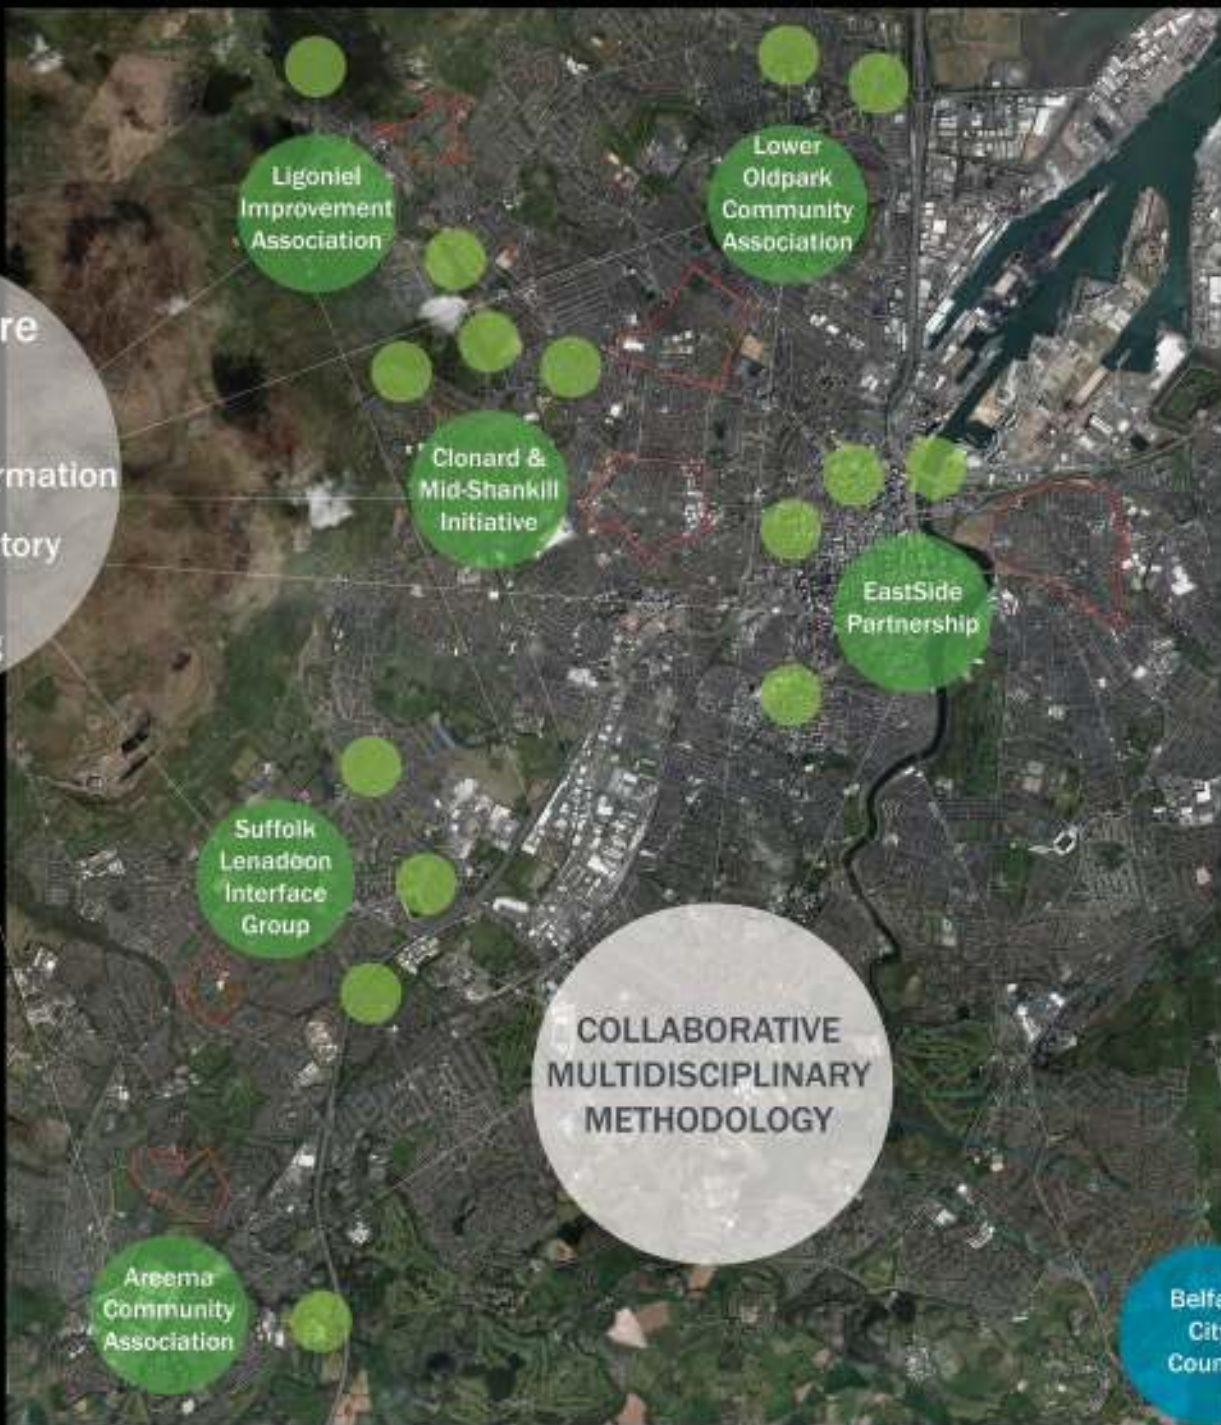 Ligoniel
Improvement
Association
Lower
Oldpark
Community
Association
re
rmation
tory
Clonard &
Mid-Shankill
Initiative
EastSide
Partnership
Suffolk
Lenadoon
Interface
Group
COLLABORATIVE
MULTIDISCIPLINARY
METHODOLOGY
Areema
Community
Association
Belfa
Cit
Coun